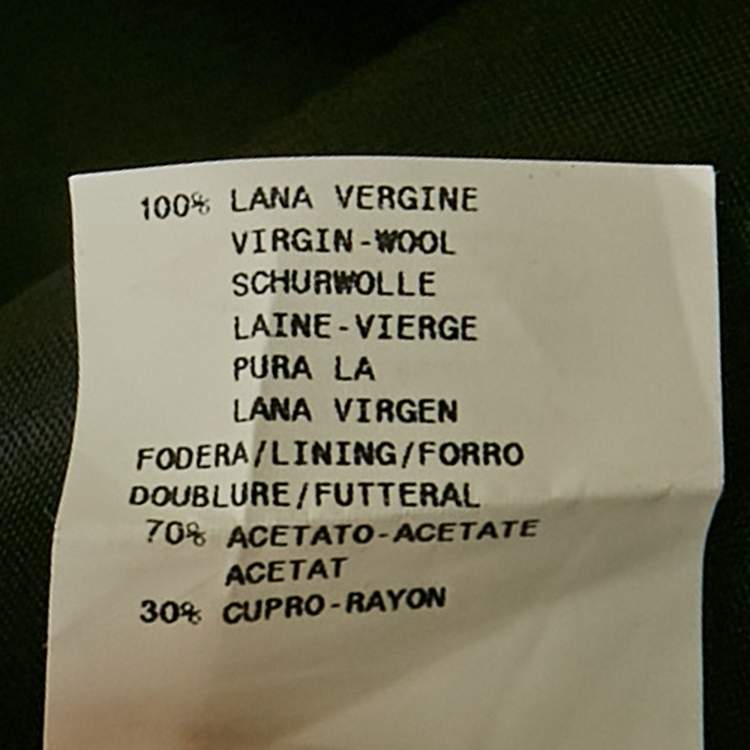 100% LANA VERGINE
VIRGIN-WOOL
SCHURWOLLE
LAINE-VIERGE
PURA LA
LANA VIRGEN
FODERA/LINING/FORRO
DOUBLURE/FUTTERAL
70% ACETATO-ACETATE
ACETAT
30% CUPRO-RAYON